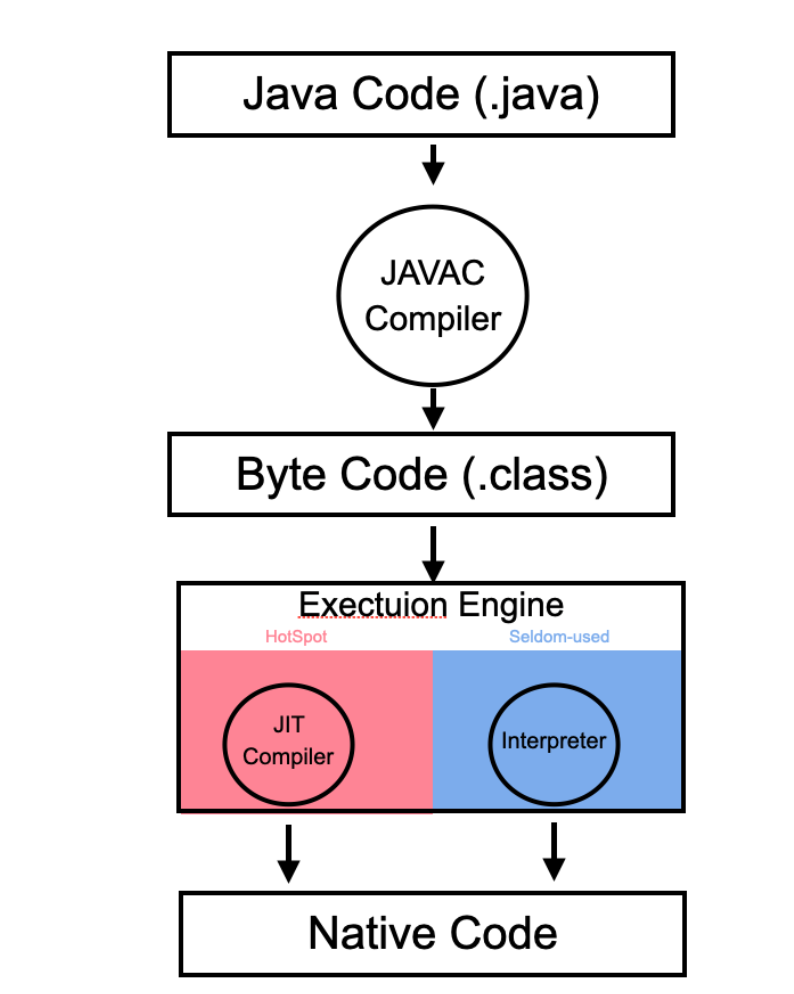 Java Code (.java)
JAVAC
Compiler
Byte Code (.class)
Exectuion Engine
HotSpot
Seldom-used
JIT
Compiler
Interpreter
Native Code